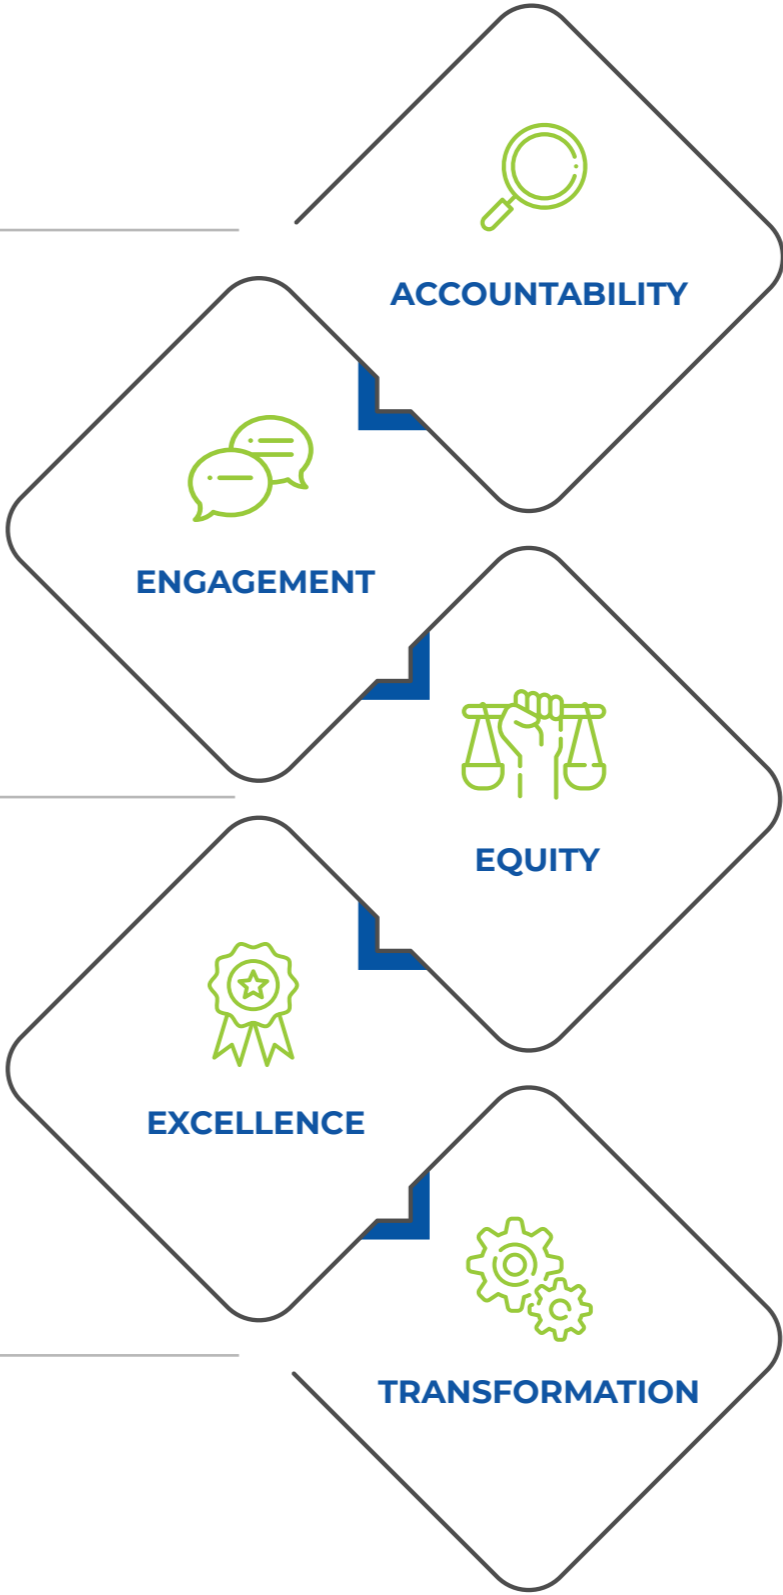 ACCOUNTABILITY
ENGAGEMENT
EQUITY
EXCELLENCE
TRANSFORMATION